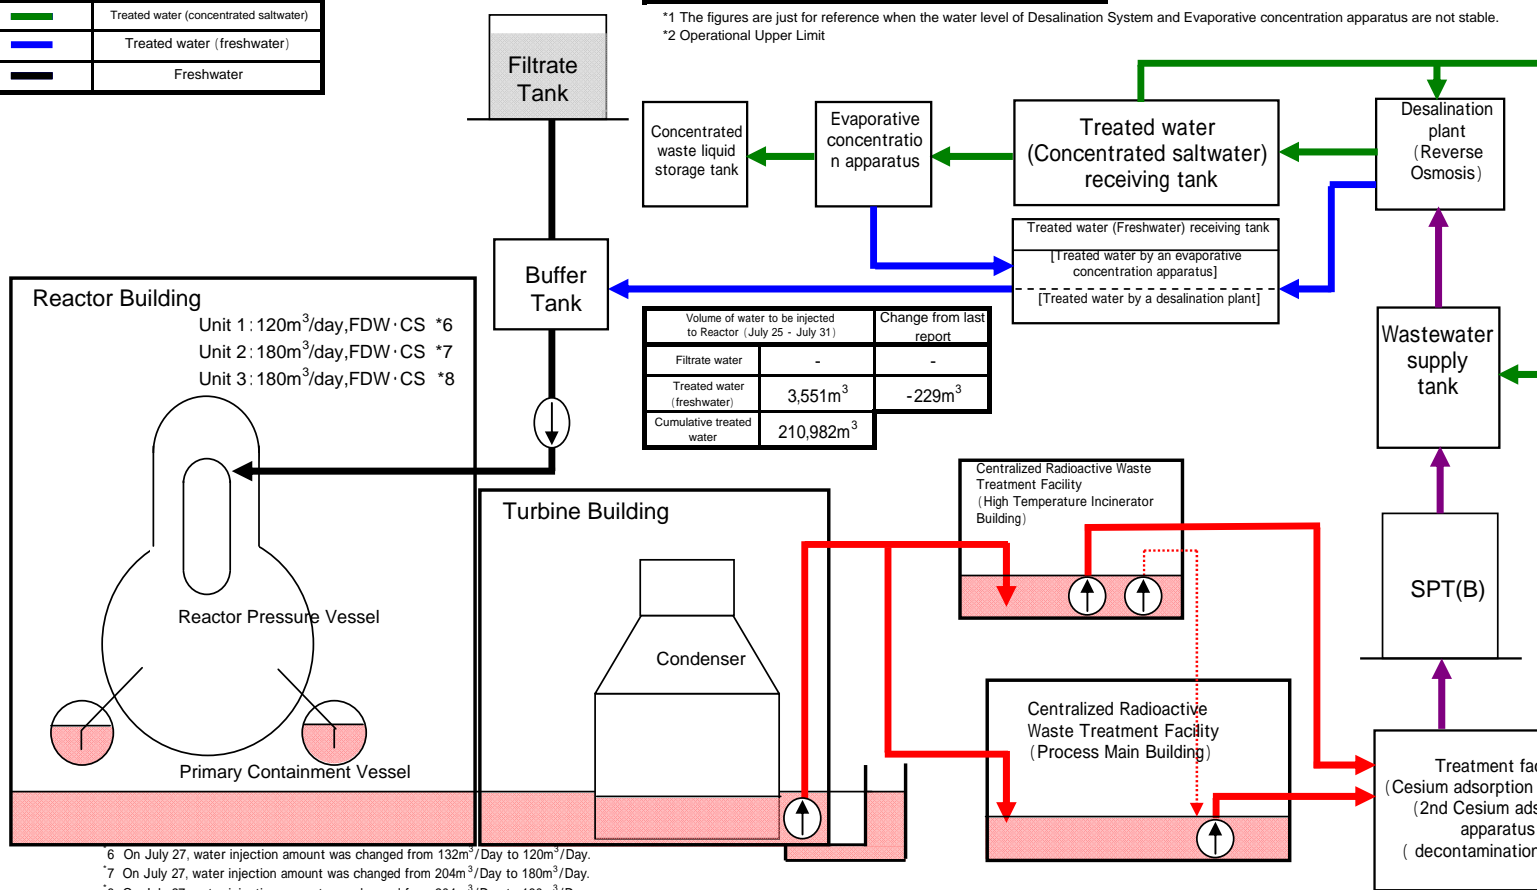 Treated water (concentrated saltwater)
Treated water (freshwater)
Freshwater
*1 The figures are just for reference when the water level of Desalination System and Evaporative concentration apparatus are not stable.
*2 Operational Upper Limit
Filtrate
Tank
Concentrated
waste liquid
storage tank
Evaporative
concentratio
n apparatus
Treated water
(Concentrated saltwater)
receiving tank
Desalination
plant
(Reverse
Osmosis)
Treated water (Freshwater) receiving tank
[Treated water by an evaporative
concentration apparatus]
[Treated water by a desalination plant]
Buffer
Tank
Reactor Building
Unit 1:120m3/day,FDW·CS *6
Unit 2:180m3/day,FDW·CS *7
Unit 3:180m3/day,FDW·CS *8
Volume of water to be injected
to Reactor (July 25 - July 31)
Change from last
report
Filtrate water - -
Treated water
(freshwater)
3,551m3 -229m3
Cumulative treated
water
210,982m3
Wastewater
supply
tank
Turbine Building
Centralized Radioactive Waste
Treatment Facility
(High Temperature Incinerator
Building)
SPT(B)
Reactor Pressure Vessel
Condenser
Centralized Radioactive
Waste Treatment Facility
(Process Main Building)
Primary Containment Vessel
Treatment fac
(Cesium adsorption
(2nd Cesium ads
apparatus
( decontamination
*6 On July 27, water injection amount was changed from 132m3/Day to 120m3/Day.
*7 On July 27, water injection amount was changed from 204m3/Day to 180m3/Day.